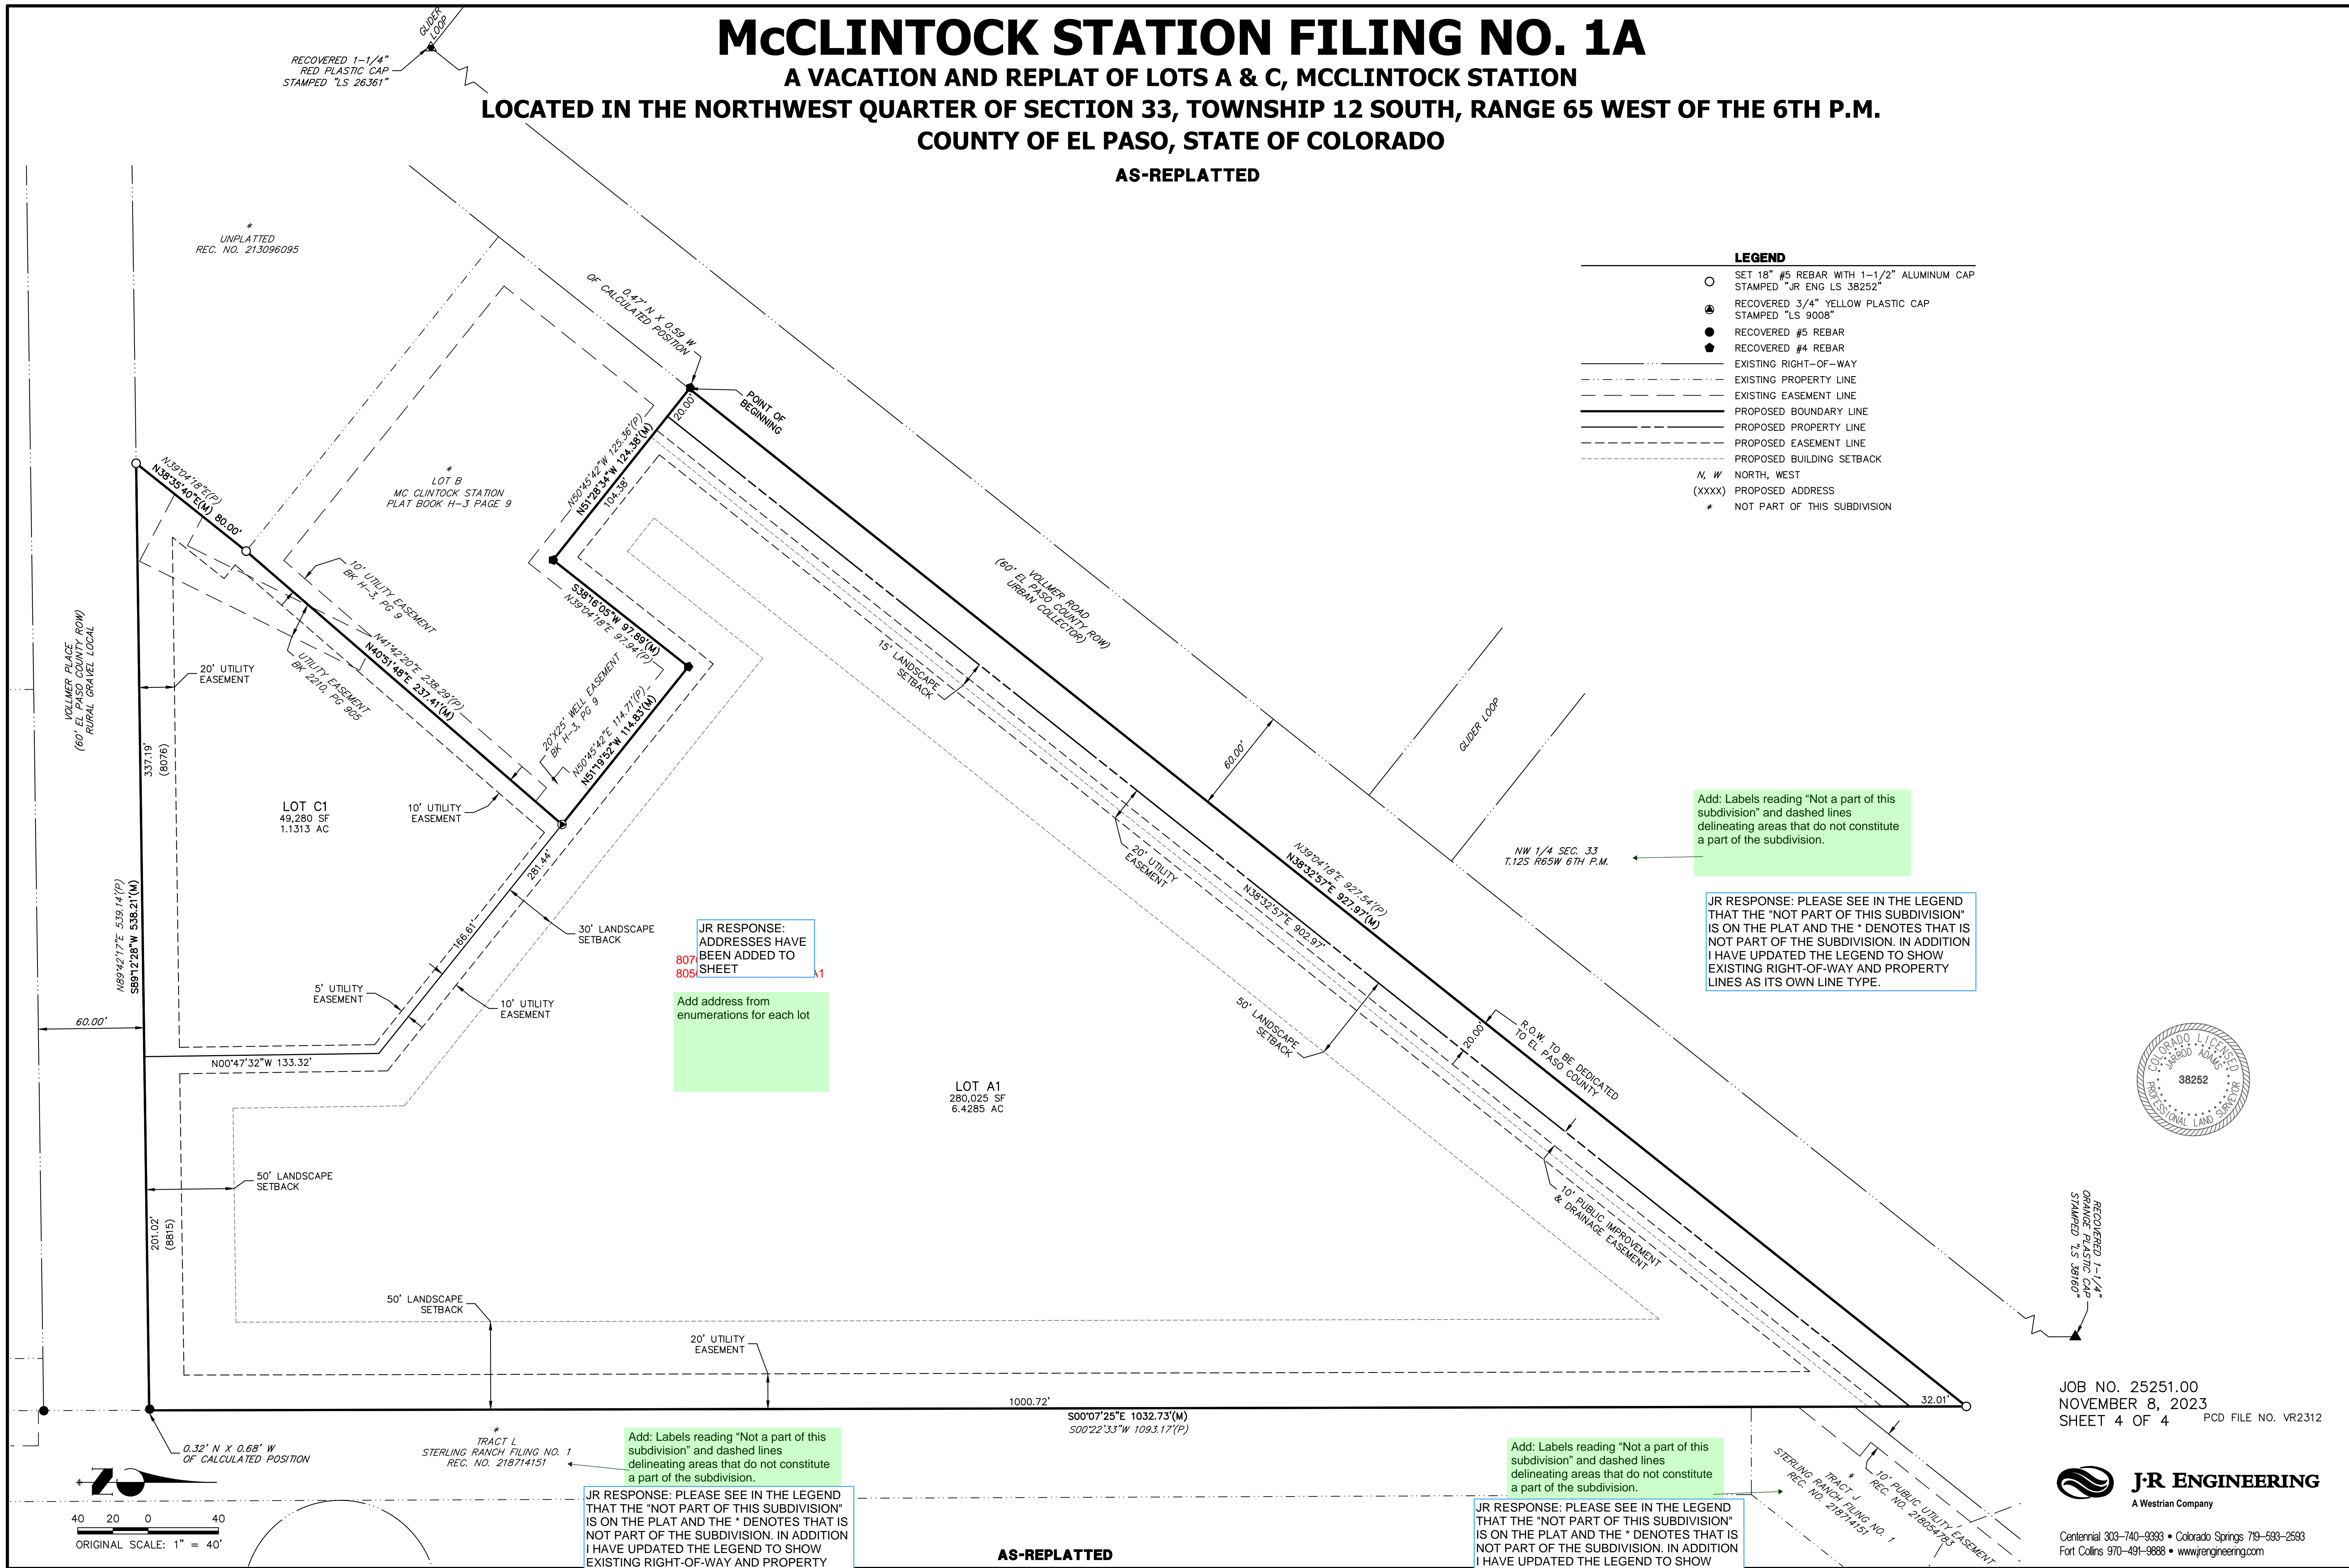 McCLINTOCK STATION FILING NO. 1A
A VACATION AND REPLAT OF LOTS A & C, MCCLINTOCK STATION
LOCATED IN THE NORTHWEST QUARTER OF SECTION 33, TOWNSHIP 12 SOUTH, RANGE 65 WEST OF THE 6TH P.M.
COUNTY OF EL PASO, STATE OF COLORADO
AS-REPLATTED
GLIDER
LOOP
RECOVERED 1-1/4"
RED PLASTIC CAP
STAMPED "LS 26361"
*
UNPLATTED
REC. NO. 213096095
0.47' N X 0.59 W
OF CALCULATED POSITION
POINT OF
BEGINNING
20.00'
LEGEND
SET 18" #5 REBAR WITH 1-1/2" ALUMINUM CAP
STAMPED "JR ENG LS 38252"
RECOVERED 3/4" YELLOW PLASTIC CAP
STAMPED "LS 9008"
RECOVERED #5 REBAR
RECOVERED #4 REBAR
EXISTING RIGHT-OF-WAY
EXISTING PROPERTY LINE
EXISTING EASEMENT LINE
PROPOSED BOUNDARY LINE
PROPOSED PROPERTY LINE
PROPOSED EASEMENT LINE
PROPOSED BUILDING SETBACK
N, W NORTH, WEST
(XXXX) PROPOSED ADDRESS
* NOT PART OF THIS SUBDIVISION
N50°45'42"W 125.36'(P)
N51°28'34"W 124.38'(M)
104.38'
*
LOT B
MC CLINTOCK STATION
PLAT BOOK H-3 PAGE 9
N39°04'18"E(P)
N38°35'40"E(M) 80.00'
10' UTILITY EASEMENT
BK H-3, PG 9
UTILITY EASEMENT
BK 2210, PG 905
N41°42'20"E 238.29'(P)
N40°51'48"E 237.41'(M)
S38°16'05"W 97.89'(M)
N39°04'18"E 97.94'(P)
20'X25' WELL EASEMENT
BK H-3, PG 9
N50°45'42"E 114.71'(P)
N51°19'52"W 114.83'(M)
VOLLMER PLACE
(60' EL PASO COUNTY ROW)
RURAL GRAVEL LOCAL
20' UTILITY
EASEMENT
337.19'
(8076)
LOT C1
49,280 SF
1.1313 AC
10' UTILITY
EASEMENT
VOLLMER ROAD
(60' EL PASO COUNTY ROW)
URBAN COLLECTOR)
15' LANDSCAPE
SETBACK
60.00'
GLIDER LOOP
20' UTILITY
EASEMENT
N39°04'18"E 927.54'(P)
N38°32'57"E 927.97'(M)
N38°32'57"E 902.97'
NW 1/4 SEC. 33
T.12S R65W 6TH P.M.
Add: Labels reading "Not a part of this
subdivision" and dashed lines
delineating areas that do not constitute
a part of the subdivision.
JR RESPONSE: PLEASE SEE IN THE LEGEND
THAT THE "NOT PART OF THIS SUBDIVISION"
IS ON THE PLAT AND THE * DENOTES THAT IS
NOT PART OF THE SUBDIVISION. IN ADDITION
I HAVE UPDATED THE LEGEND TO SHOW
EXISTING RIGHT-OF-WAY AND PROPERTY
LINES AS ITS OWN LINE TYPE.
281.44'
166.61'
30' LANDSCAPE
SETBACK
JR RESPONSE:
ADDRESSES HAVE
BEEN ADDED TO
SHEET
807
805 A1
Add address from
enumerations for each lot
N89°42'17"E 539.14'(P)
S89°12'28"W 538.21'(M)
60.00'
5' UTILITY
EASEMENT
10' UTILITY
EASEMENT
N00°47'32"W 133.32'
50' LANDSCAPE
SETBACK
20.00'
R.O.W. TO BE DEDICATED
TO EL PASO COUNTY
LOT A1
280,025 SF
6.4285 AC
COLORADO LICENSED
JARROD ADAMS
38252
PROFESSIONAL LAND SURVEYOR
50' LANDSCAPE
SETBACK
201.02'
(8815)
10' PUBLIC IMPROVEMENT
& DRAINAGE EASEMENT
RECOVERED 1-1/4"
ORANGE PLASTIC CAP
STAMPED "LS 38160"
50' LANDSCAPE
SETBACK
20' UTILITY
EASEMENT
1000.72'
32.01'
S00°07'25"E 1032.73'(M)
S00°22'33"W 1093.17'(P)
0.32' N X 0.68' W
OF CALCULATED POSITION
*
TRACT L
STERLING RANCH FILING NO. 1
REC. NO. 218714151
Add: Labels reading "Not a part of this
subdivision" and dashed lines
delineating areas that do not constitute
a part of the subdivision.
JR RESPONSE: PLEASE SEE IN THE LEGEND
THAT THE "NOT PART OF THIS SUBDIVISION"
IS ON THE PLAT AND THE * DENOTES THAT IS
NOT PART OF THE SUBDIVISION. IN ADDITION
I HAVE UPDATED THE LEGEND TO SHOW
EXISTING RIGHT-OF-WAY AND PROPERTY
Add: Labels reading "Not a part of this
subdivision" and dashed lines
delineating areas that do not constitute
a part of the subdivision.
JR RESPONSE: PLEASE SEE IN THE LEGEND
THAT THE "NOT PART OF THIS SUBDIVISION"
IS ON THE PLAT AND THE * DENOTES THAT IS
NOT PART OF THE SUBDIVISION. IN ADDITION
I HAVE UPDATED THE LEGEND TO SHOW
*
TRACT J
STERLING RANCH FILING NO. 1
REC. NO. 218714151
10' PUBLIC UTILITY EASEMENT
REC. NO. 218054783
40 20 0 40
ORIGINAL SCALE: 1" = 40'
AS-REPLATTED
JOB NO. 25251.00
NOVEMBER 8, 2023
SHEET 4 OF 4
PCD FILE NO. VR2312
J·R ENGINEERING
A Westrian Company
Centennial 303-740-9393 • Colorado Springs 719-593-2593
Fort Collins 970-491-9888 • www.jrengineering.com